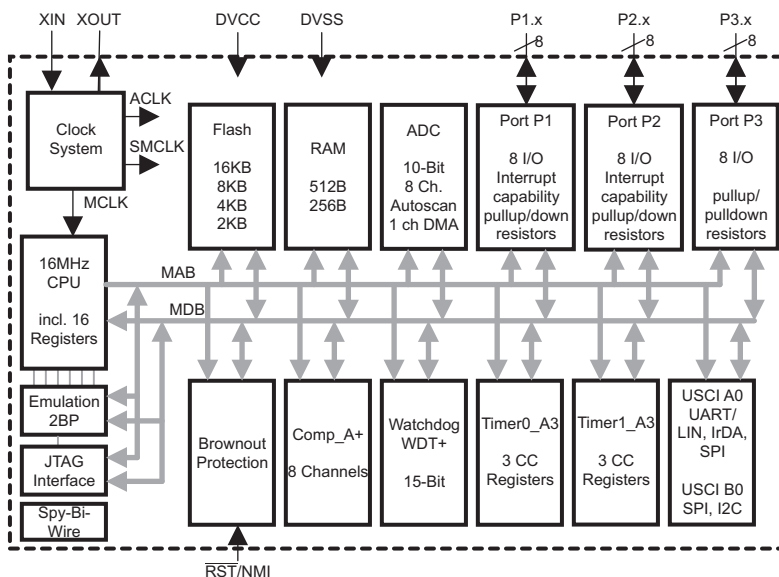 XIN XOUT DVCC DVSS P1.x P2.x P3.x
8 8 8
ACLK
Clock
System
SMCLK
MCLK
Flash
16KB
8KB
4KB
2KB
RAM
512B
256B
ADC
10-Bit
8 Ch.
Autoscan
1 ch DMA
Port P1
8 I/O
Interrupt
capability
pullup/down
resistors
Port P2
8 I/O
Interrupt
capability
pullup/down
resistors
Port P3
8 I/O
pullup/
pulldown
resistors
16MHz
CPU
incl. 16
Registers
MAB
MDB
Emulation
2BP
JTAG
Interface
Spy-Bi-
Wire
Brownout
Protection
Comp_A+
8 Channels
Watchdog
WDT+
15-Bit
Timer0_A3
3 CC
Registers
Timer1_A3
3 CC
Registers
USCI A0
UART/
LIN, IrDA,
SPI
USCI B0
SPI, I2C
RST/NMI